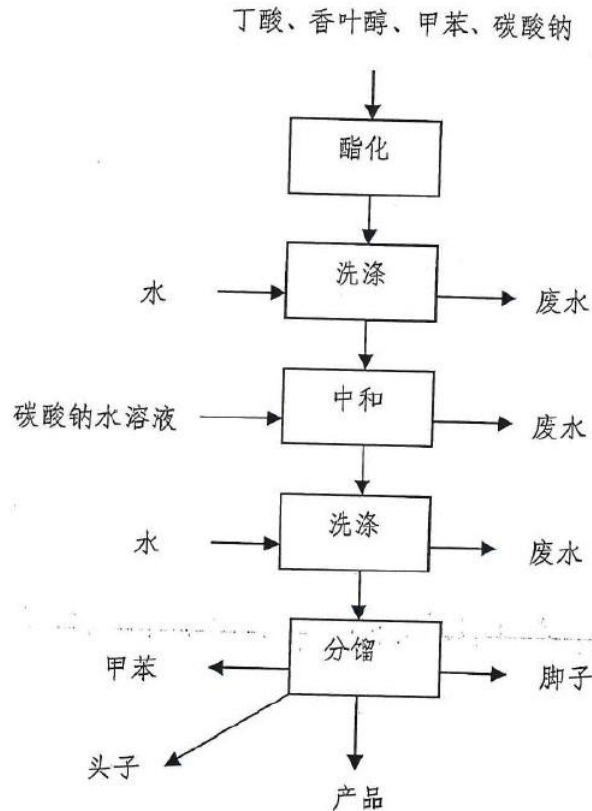 丁酸、香叶醇、甲苯、碳酸钠
酯化
水
洗涤
废水
碳酸钠水溶液
中和
废水
水
洗涤
废水
甲苯
分馏
脚子
头子
产品